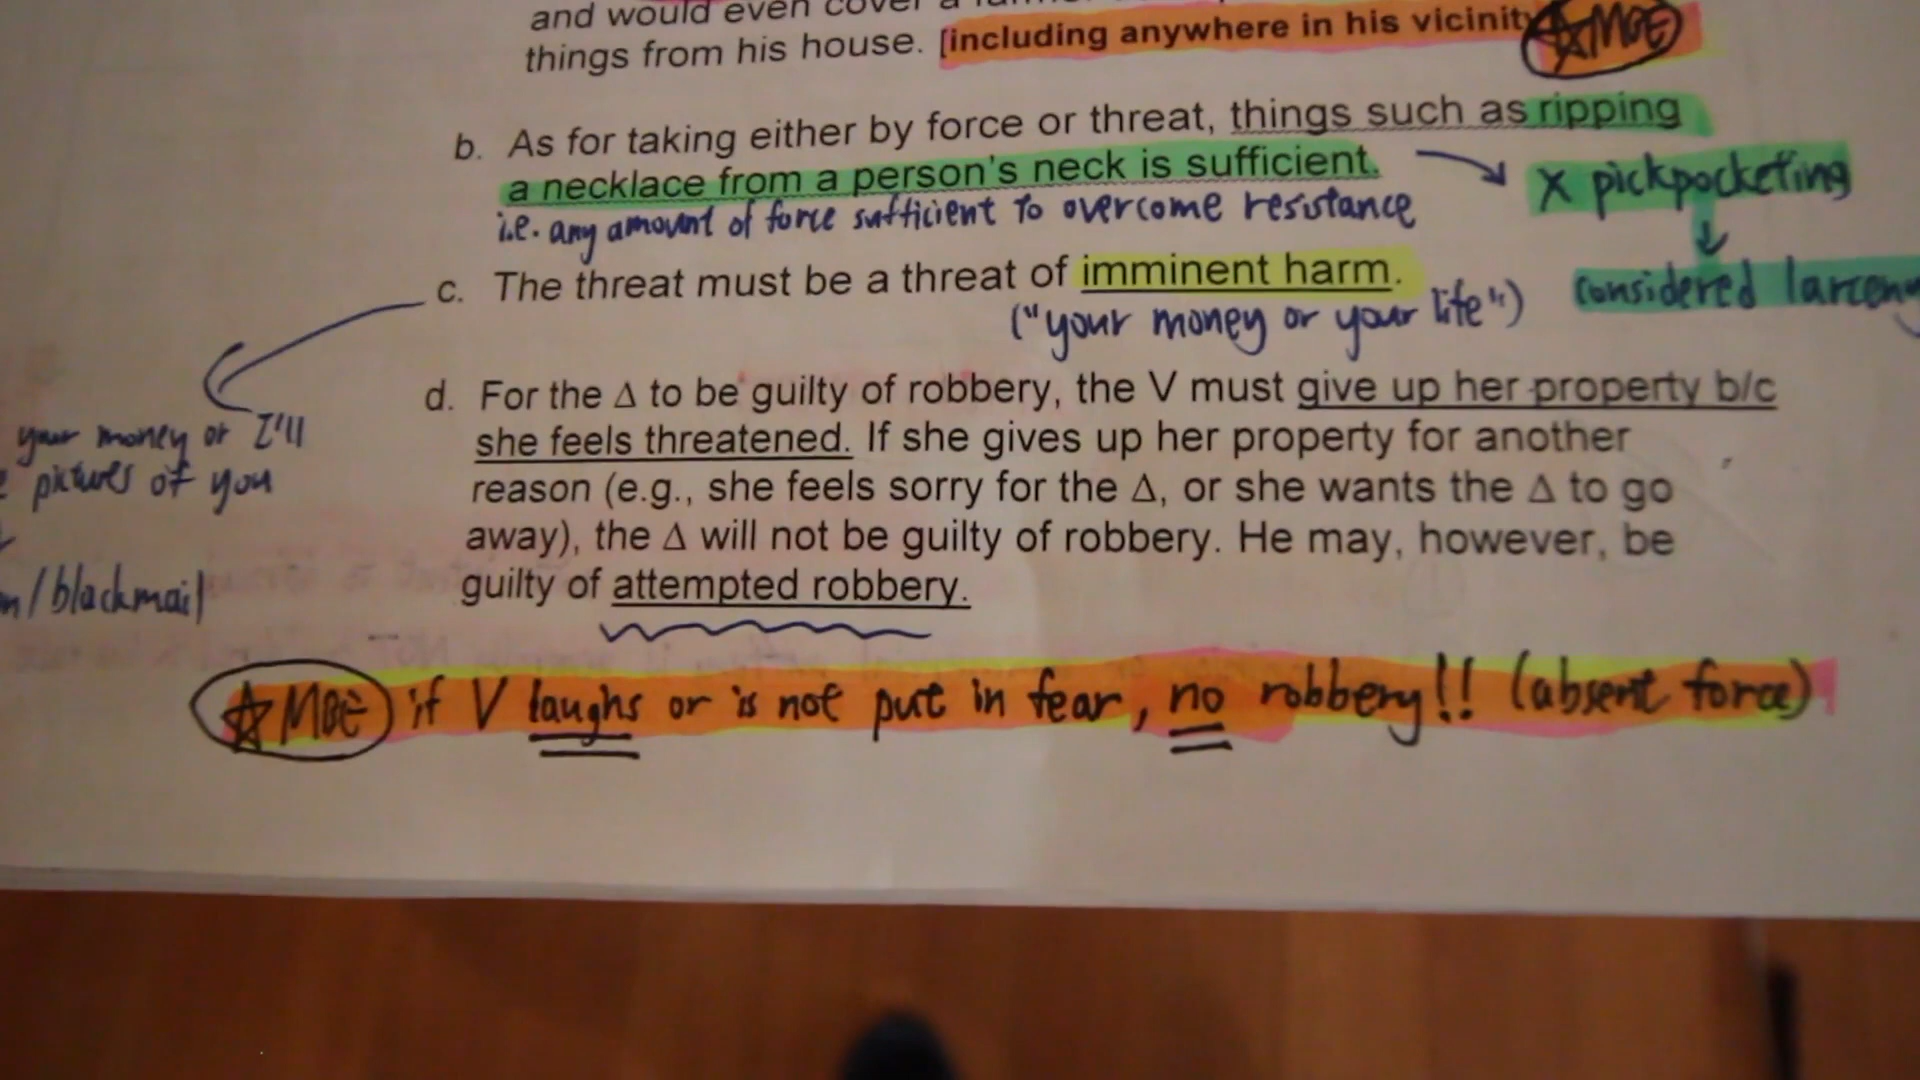 and would even cover a
things from his house. [including anywhere in his vicinity
☆MBE
b. As for taking either by force or threat, things such as ripping
a necklace from a person's neck is sufficient.
X pickpocketing
i.e. any amount of force sufficient to overcome resistance
considered larceny
c. The threat must be a threat of imminent harm.
("your money or your life")
your money or I'll
pictures of you
/blackmail
d. For the Δ to be guilty of robbery, the V must give up her property b/c
she feels threatened. If she gives up her property for another
reason (e.g., she feels sorry for the Δ, or she wants the Δ to go
away), the Δ will not be guilty of robbery. He may, however, be
guilty of attempted robbery.
☆MBE if V laughs or is not put in fear, no robbery!! (absent force)